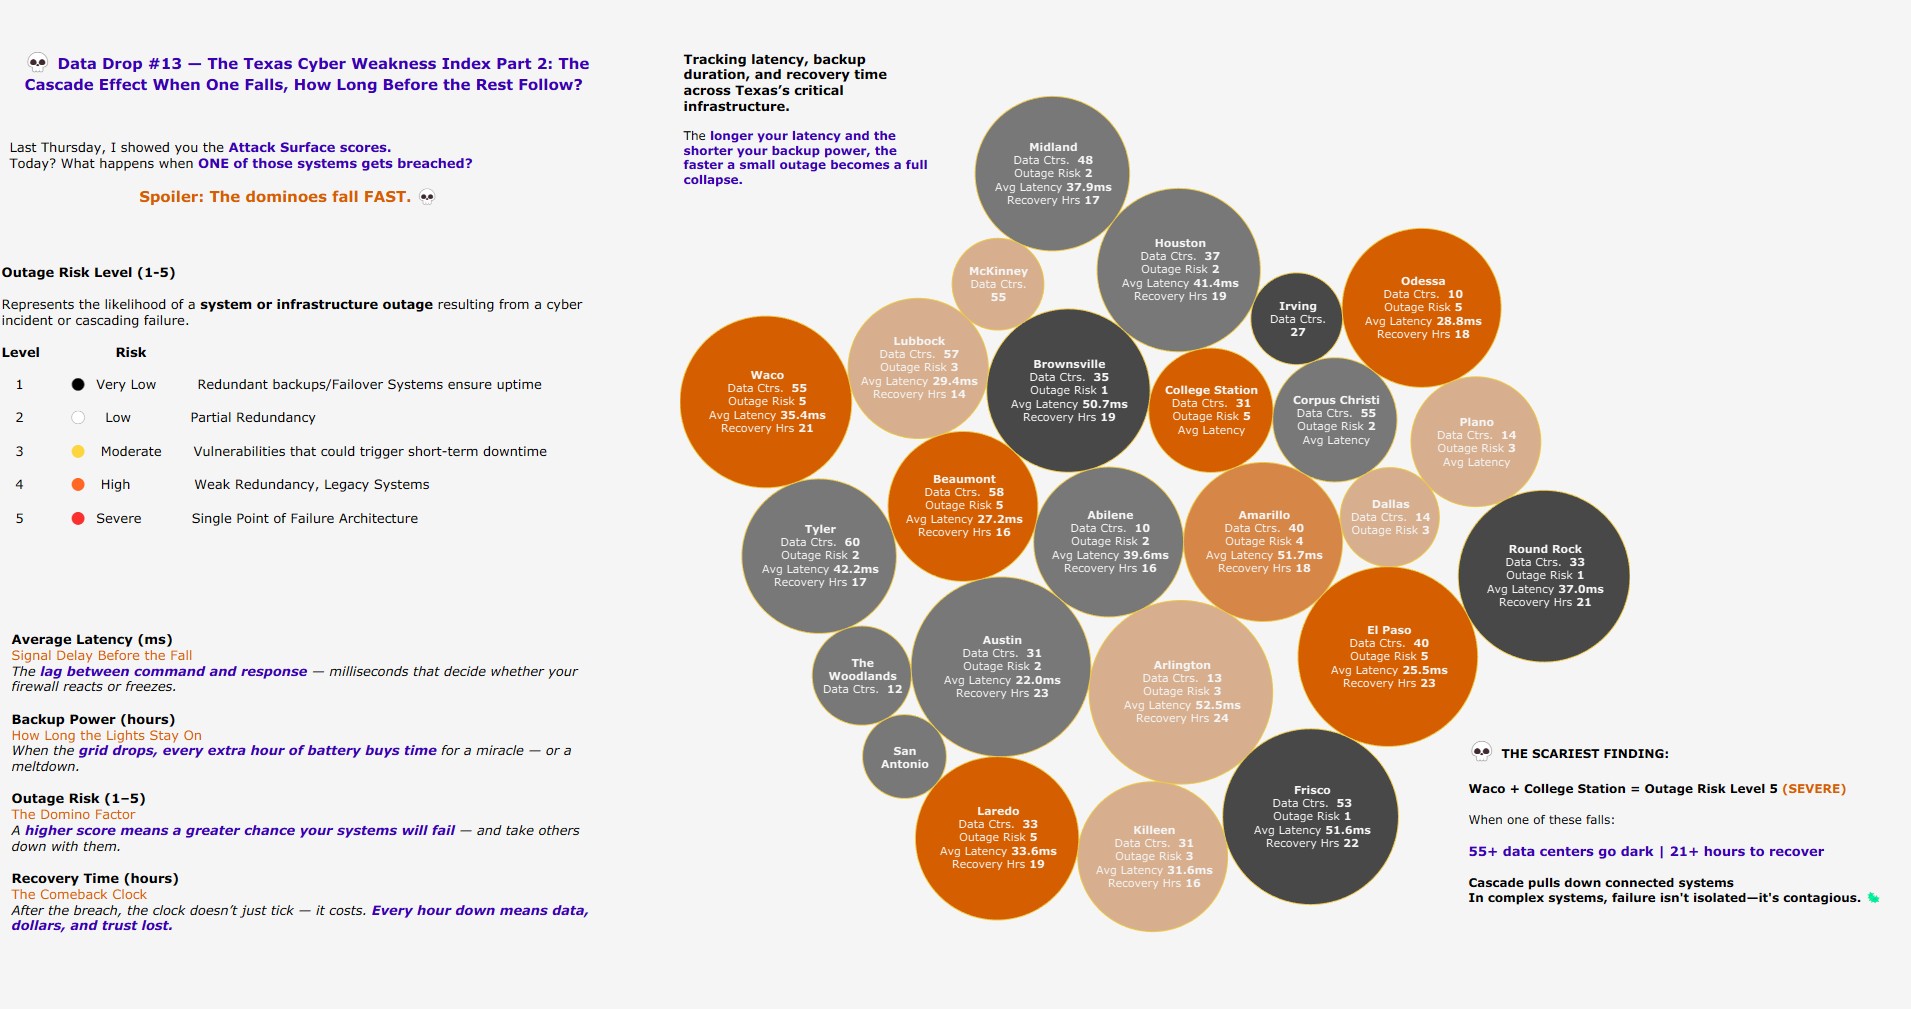 Data Drop #13 — The Texas Cyber Weakness Index Part 2: The
Cascade Effect When One Falls, How Long Before the Rest Follow?
Last Thursday, I showed you the Attack Surface scores.
Today? What happens when ONE of those systems gets breached?
Spoiler: The dominoes fall FAST.
Outage Risk Level (1-5)
Represents the likelihood of a system or infrastructure outage resulting from a cyber
incident or cascading failure.
Level Risk
1 Very Low Redundant backups/Failover Systems ensure uptime
2 Low Partial Redundancy
3 Moderate Vulnerabilities that could trigger short-term downtime
4 High Weak Redundancy, Legacy Systems
5 Severe Single Point of Failure Architecture
Average Latency (ms)
Signal Delay Before the Fall
The lag between command and response — milliseconds that decide whether your
firewall reacts or freezes.
Backup Power (hours)
How Long the Lights Stay On
When the grid drops, every extra hour of battery buys time for a miracle — or a
meltdown.
Outage Risk (1–5)
The Domino Factor
A higher score means a greater chance your systems will fail — and take others
down with them.
Recovery Time (hours)
The Comeback Clock
After the breach, the clock doesn’t just tick — it costs. Every hour down means data,
dollars, and trust lost.
Tracking latency, backup
duration, and recovery time
across Texas’s critical
infrastructure.
The longer your latency and the
shorter your backup power, the
faster a small outage becomes a full
collapse.
Midland
Data Ctrs. 48
Outage Risk 2
Avg Latency 37.9ms
Recovery Hrs 17
Houston
Data Ctrs. 37
Outage Risk 2
Avg Latency 41.4ms
Recovery Hrs 19
McKinney
Data Ctrs.
55
Irving
Data Ctrs.
27
Odessa
Data Ctrs. 10
Outage Risk 5
Avg Latency 28.8ms
Recovery Hrs 18
Waco
Data Ctrs. 55
Outage Risk 5
Avg Latency 35.4ms
Recovery Hrs 21
Lubbock
Data Ctrs. 57
Outage Risk 3
Avg Latency 29.4ms
Recovery Hrs 14
Brownsville
Data Ctrs. 35
Outage Risk 1
Avg Latency 50.7ms
Recovery Hrs 19
College Station
Data Ctrs. 31
Outage Risk 5
Avg Latency
Corpus Christi
Data Ctrs. 55
Outage Risk 2
Avg Latency
Plano
Data Ctrs. 14
Outage Risk 3
Avg Latency
Beaumont
Data Ctrs. 58
Outage Risk 5
Avg Latency 27.2ms
Recovery Hrs 16
Tyler
Data Ctrs. 60
Outage Risk 2
Avg Latency 42.2ms
Recovery Hrs 17
Abilene
Data Ctrs. 10
Outage Risk 2
Avg Latency 39.6ms
Recovery Hrs 16
Amarillo
Data Ctrs. 40
Outage Risk 4
Avg Latency 51.7ms
Recovery Hrs 18
Dallas
Data Ctrs. 14
Outage Risk 3
Round Rock
Data Ctrs. 33
Outage Risk 1
Avg Latency 37.0ms
Recovery Hrs 21
The
Woodlands
Data Ctrs. 12
Austin
Data Ctrs. 31
Outage Risk 2
Avg Latency 22.0ms
Recovery Hrs 23
Arlington
Data Ctrs. 13
Outage Risk 3
Avg Latency 52.5ms
Recovery Hrs 24
El Paso
Data Ctrs. 40
Outage Risk 5
Avg Latency 25.5ms
Recovery Hrs 23
San
Antonio
Laredo
Data Ctrs. 33
Outage Risk 5
Avg Latency 33.6ms
Recovery Hrs 19
Killeen
Data Ctrs. 31
Outage Risk 3
Avg Latency 31.6ms
Recovery Hrs 16
Frisco
Data Ctrs. 53
Outage Risk 1
Avg Latency 51.6ms
Recovery Hrs 22
THE SCARIEST FINDING:
Waco + College Station = Outage Risk Level 5 (SEVERE)
When one of these falls:
55+ data centers go dark | 21+ hours to recover
Cascade pulls down connected systems
In complex systems, failure isn't isolated—it's contagious.